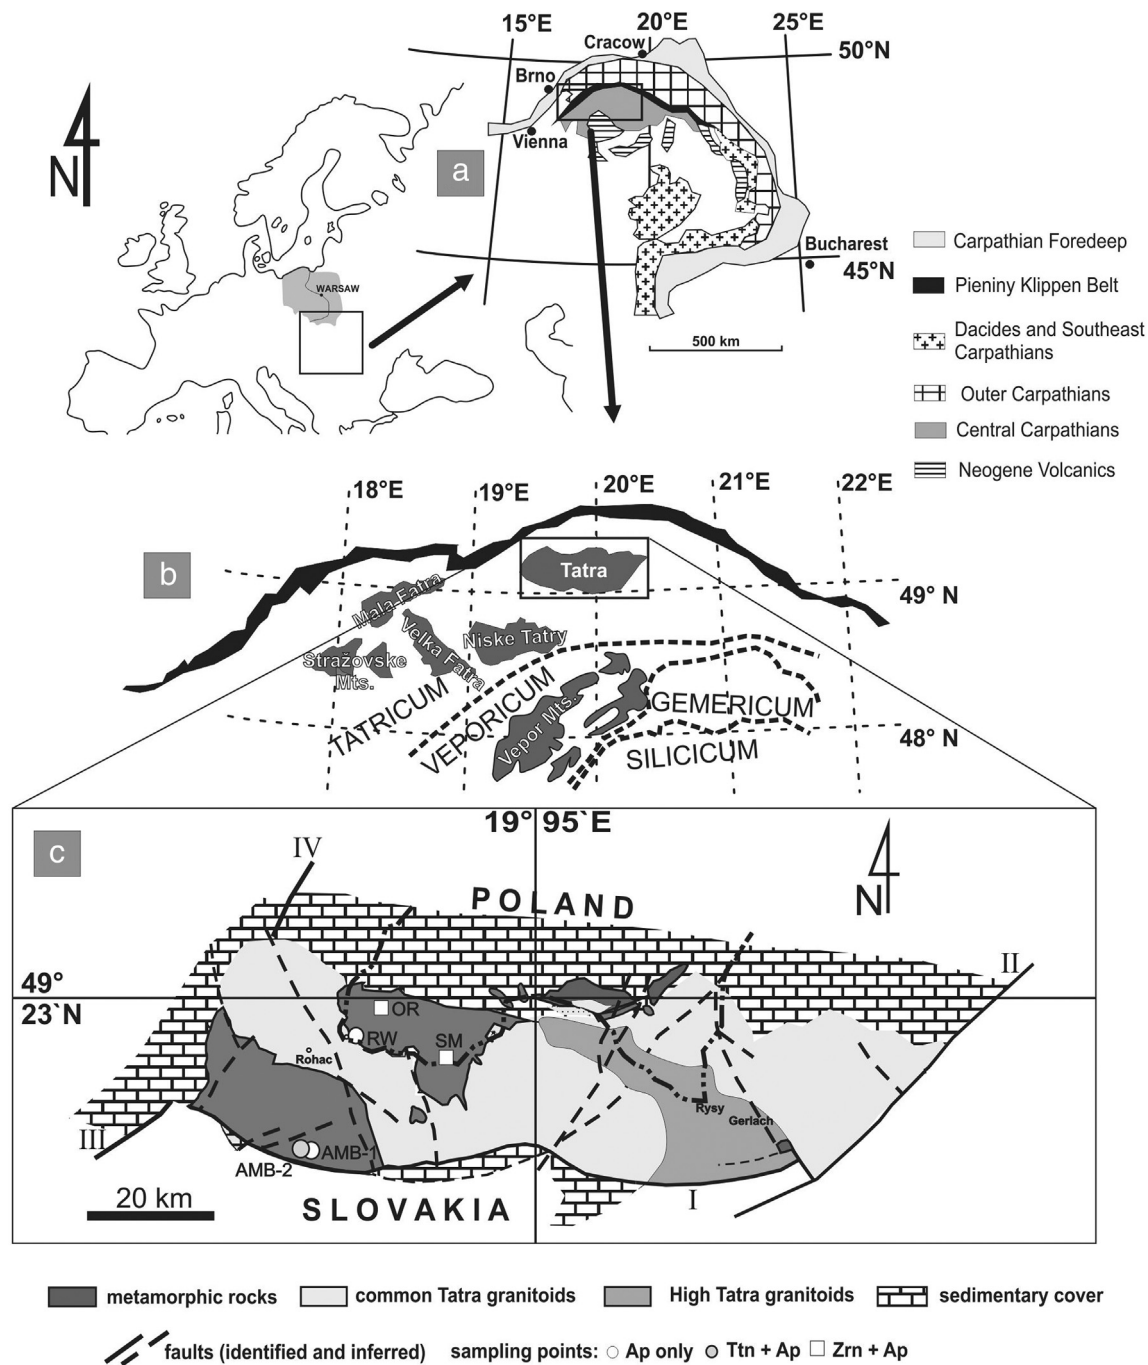 15°E
20°E
25°E
Cracow
50°N
Brno
Vienna
N
a
WARSAW
Bucharest
45°N
500 km
Carpathian Foredeep
Pieniny Klippen Belt
Dacides and Southeast
Carpathians
Outer Carpathians
Central Carpathians
Neogene Volcanics
18°E
19°E
20°E
21°E
22°E
b
Tatra
49° N
Mala Fatra
Velka Fatra
Niske Tatry
Stražovske
Mts.
TATRICUM
VEPORICUM
Vepor Mts.
GEMERICUM
SILICICUM
48° N
c
19° 95`E
IV
POLAND
N
II
49°
23`N
OR
RW
SM
Rohac
Rysy
Gerlach
III
AMB-2
AMB-1
I
20 km
SLOVAKIA
metamorphic rocks
common Tatra granitoids
High Tatra granitoids
sedimentary cover
faults (identified and inferred)
sampling points:
Ap only
Ttn + Ap
Zrn + Ap